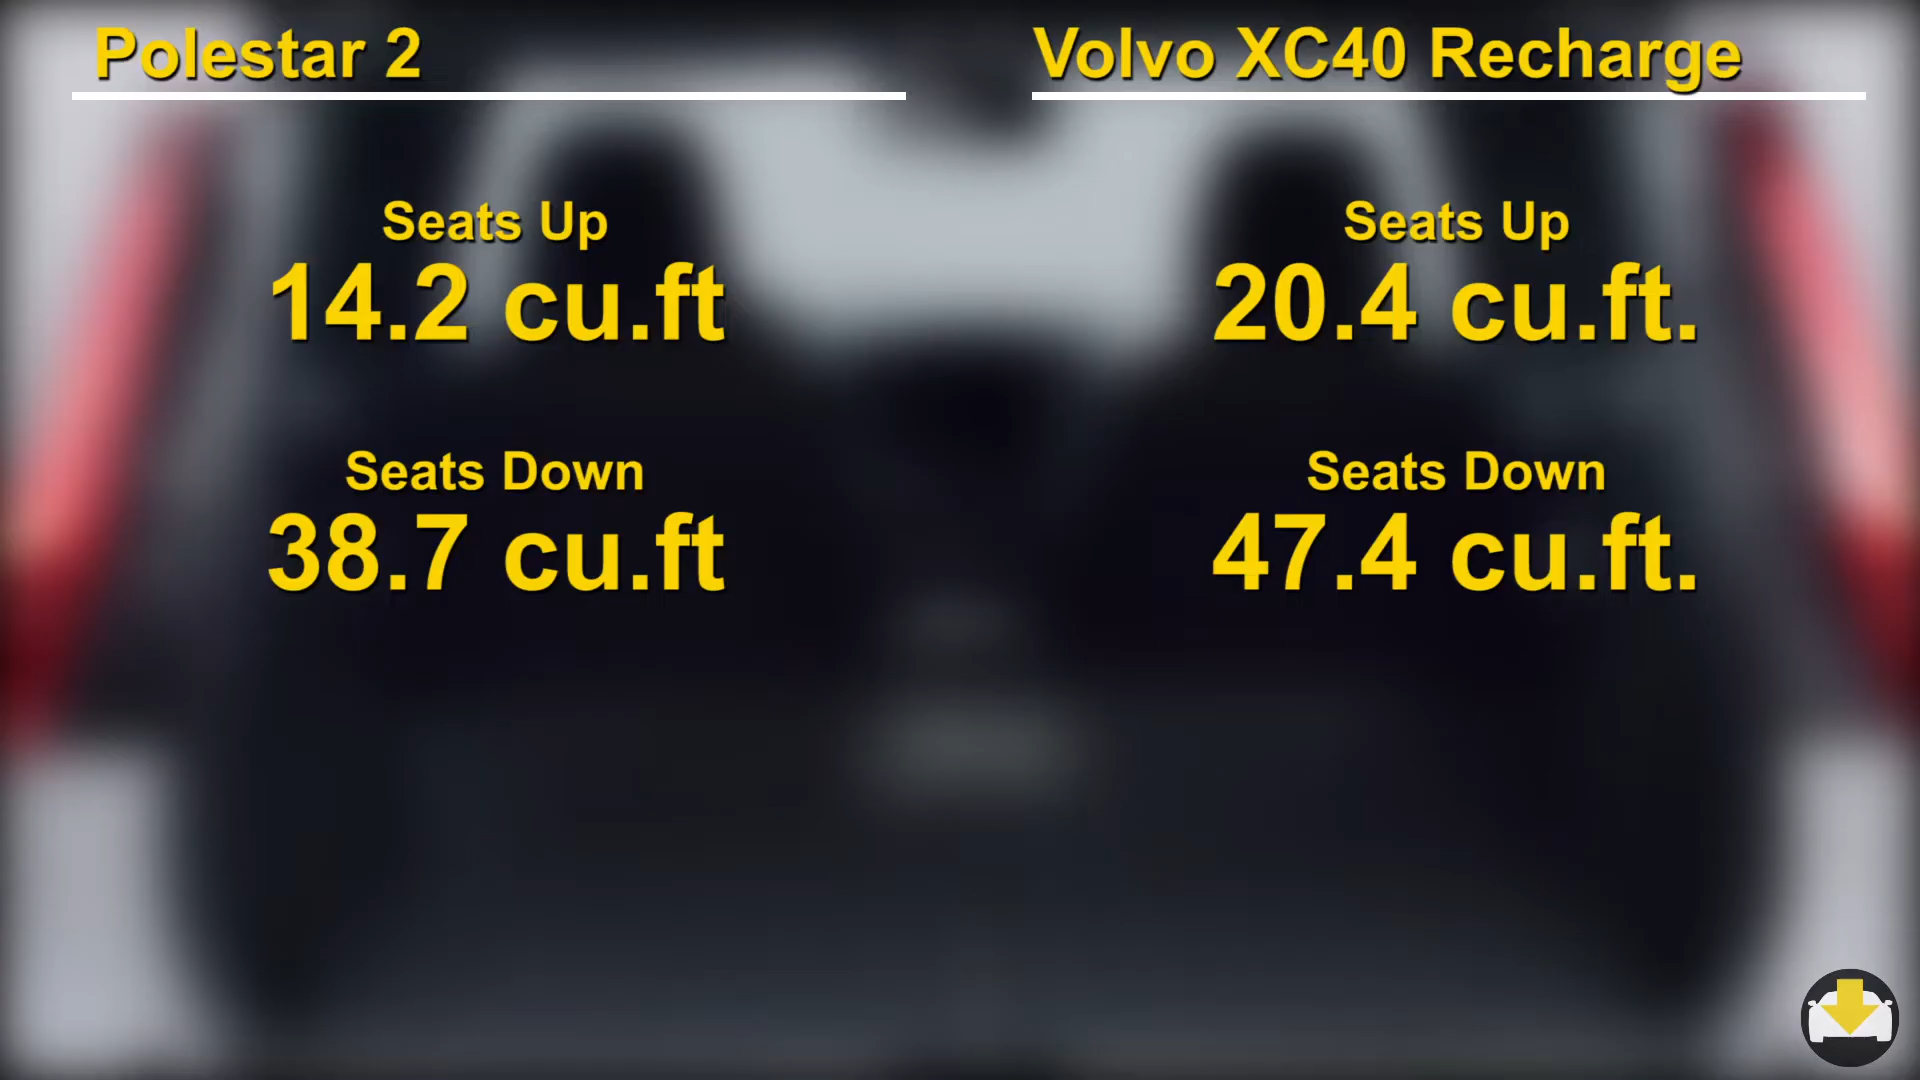 Polestar 2
Seats Up
14.2 cu.ft
Seats Down
38.7 cu.ft
Volvo XC40 Recharge
Seats Up
20.4 cu.ft.
Seats Down
47.4 cu.ft.